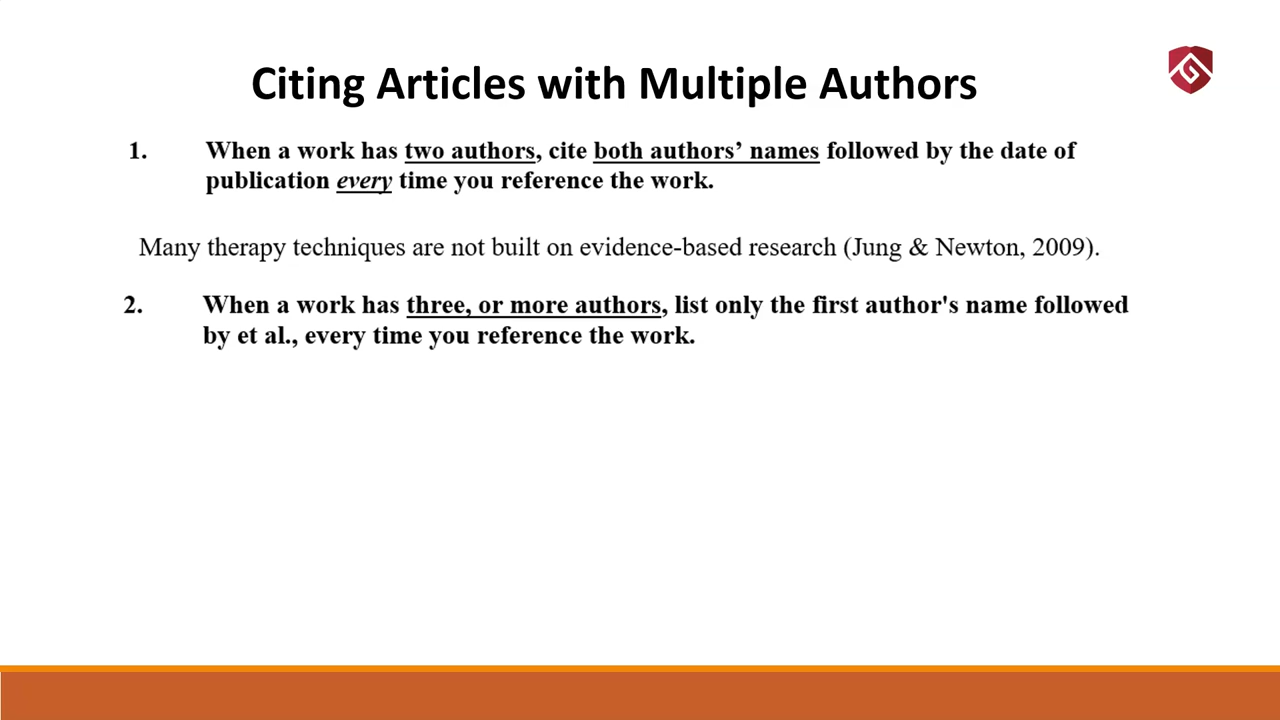 Citing Articles with Multiple Authors
1. When a work has two authors, cite both authors’ names followed by the date of
publication every time you reference the work.
Many therapy techniques are not built on evidence-based research (Jung & Newton, 2009).
2. When a work has three, or more authors, list only the first author's name followed
by et al., every time you reference the work.